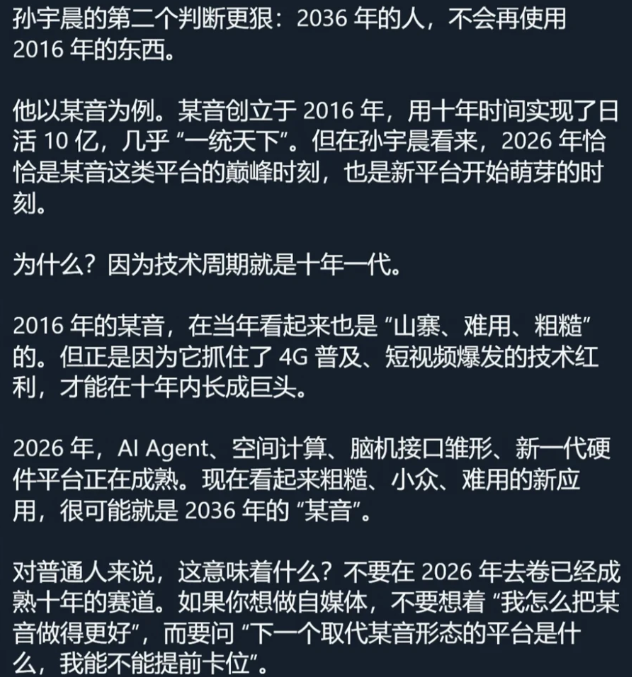 孙宇晨的第二个判断更狠：2036 年的人，不会再使用
2016 年的东西。
他以某音为例。某音创立于 2016 年，用十年时间实现了日
活 10 亿，几乎 “一统天下”。但在孙宇晨看来，2026 年恰
恰是某音这类平台的巅峰时刻，也是新平台开始萌芽的时
刻。
为什么？因为技术周期就是十年一代。
2016 年的某音，在当年看起来也是 “山寨、难用、粗糙”
的。但正是因为它抓住了 4G 普及、短视频爆发的技术红
利，才能在十年内长成巨头。
2026 年，AI Agent、空间计算、脑机接口雏形、新一代硬
件平台正在成熟。现在看起来粗糙、小众、难用的新应
用，很可能就是 2036 年的 “某音”。
对普通人来说，这意味着什么？不要在 2026 年去卷已经成
熟十年的赛道。如果你想做自媒体，不要想着 “我怎么把某
音做得更好”，而要问 “下一个取代某音形态的平台是什
么，我能不能提前卡位”。